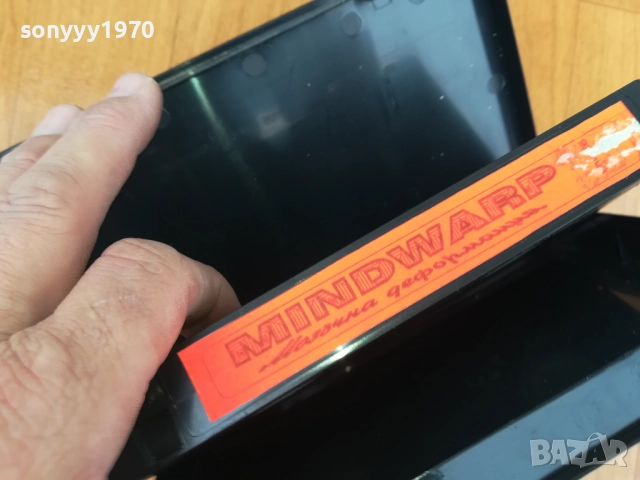 sonyyy1970
MINDWARP
Мозъчна деформация
BAZAR